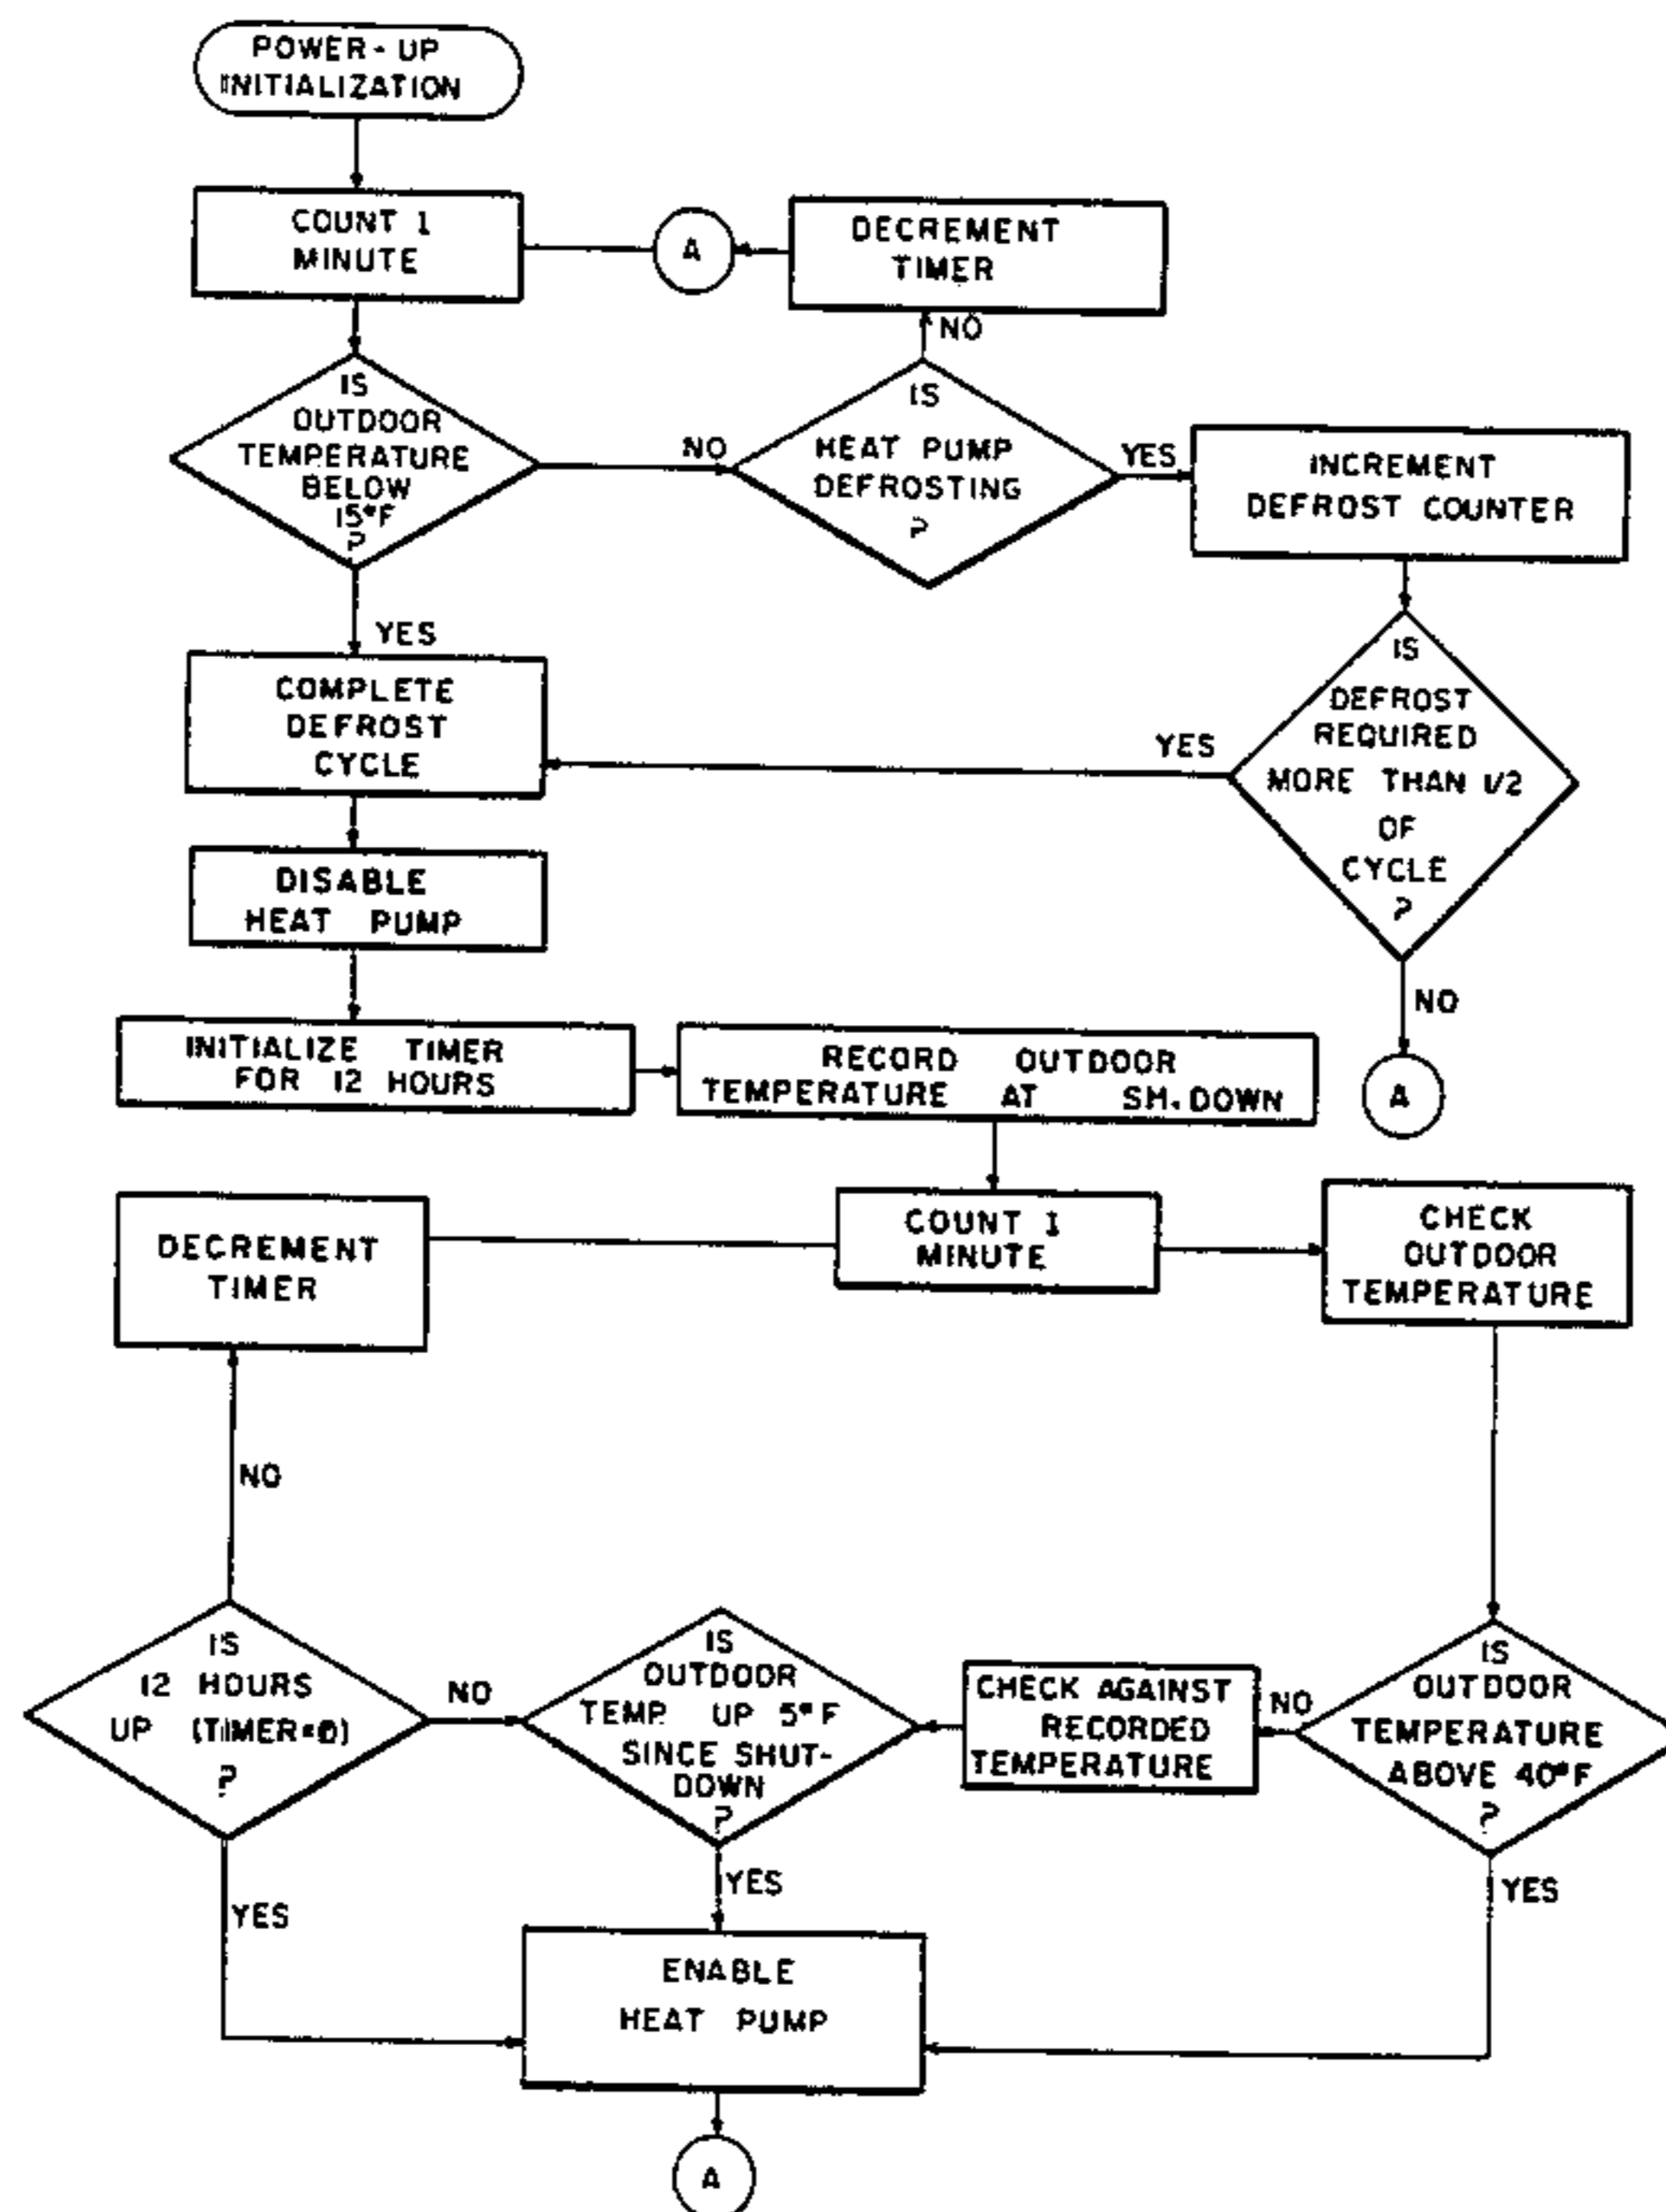 POWER-UP
INITIALIZATION
COUNT 1
MINUTE
A
DECREMENT
TIMER
NO
IS
OUTDOOR
TEMPERATURE
BELOW
15°F
?
NO
IS
HEAT PUMP
DEFROSTING
?
YES
INCREMENT
DEFROST COUNTER
YES
COMPLETE
DEFROST
CYCLE
YES
IS
DEFROST
REQUIRED
MORE THAN 1/2
OF
CYCLE
?
DISABLE
HEAT PUMP
NO
INITIALIZE TIMER
FOR 12 HOURS
RECORD OUTDOOR
TEMPERATURE AT SH.DOWN
A
DECREMENT
TIMER
COUNT 1
MINUTE
CHECK
OUTDOOR
TEMPERATURE
NO
IS
12 HOURS
UP (TIMER=0)
?
NO
IS
OUTDOOR
TEMP. UP 5°F
SINCE SHUT-
DOWN
?
CHECK AGAINST
RECORDED
TEMPERATURE
NO
IS
OUTDOOR
TEMPERATURE
ABOVE 40°F
?
YES
YES
YES
ENABLE
HEAT PUMP
A